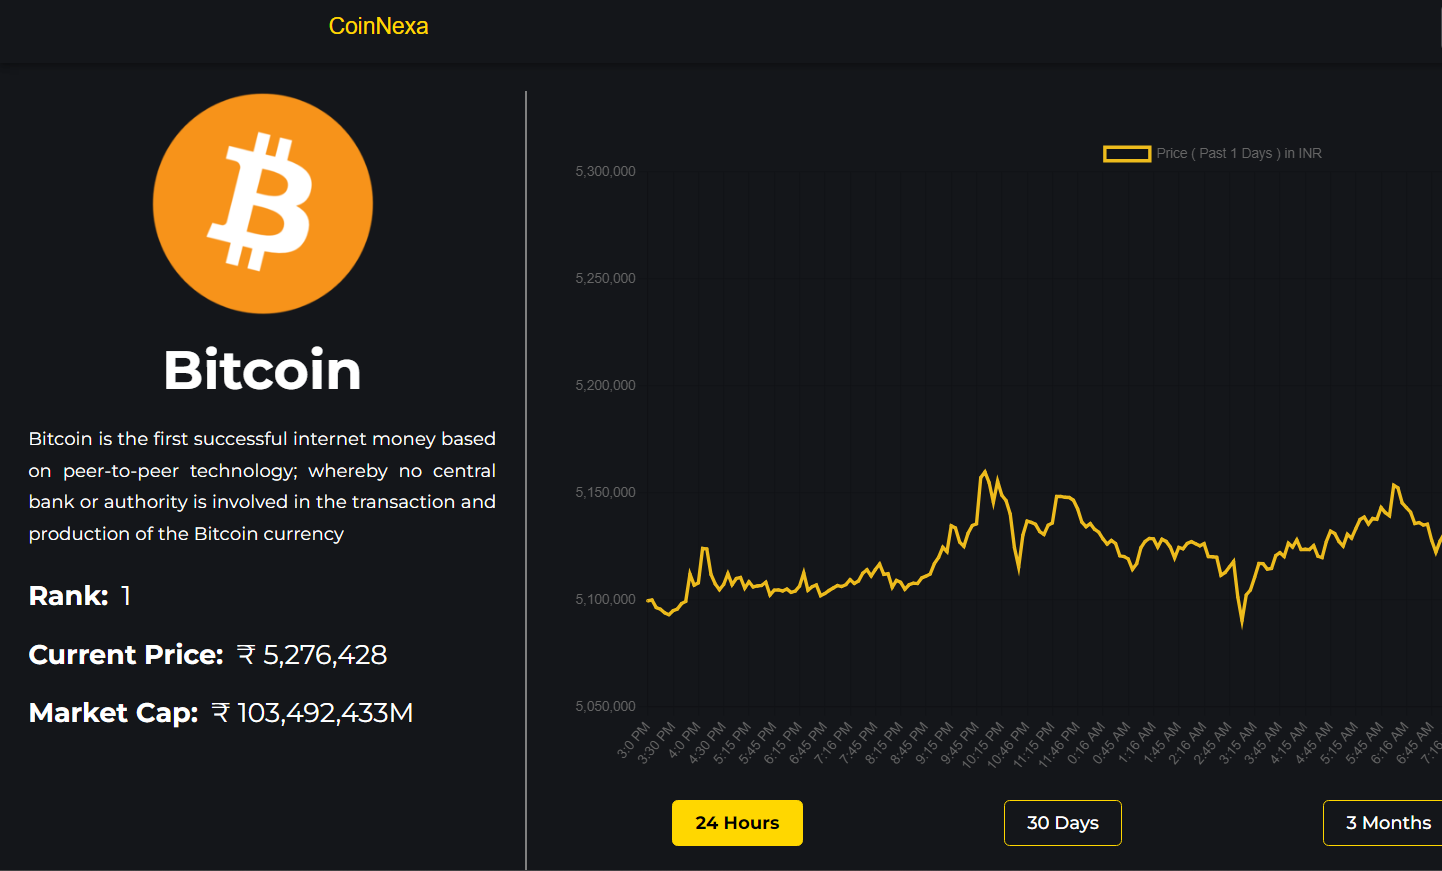 CoinNexa
Bitcoin
Bitcoin is the first successful internet money based
on peer-to-peer technology; whereby no central
bank or authority is involved in the transaction and
production of the Bitcoin currency
Rank: 1
Current Price: ₹ 5,276,428
Market Cap: ₹ 103,492,433M
Price ( Past 1 Days ) in INR
5,300,000
5,250,000
5,200,000
5,150,000
5,100,000
5,050,000
3:0 PM
3:30 PM
4:0 PM
4:30 PM
5:15 PM
5:45 PM
6:15 PM
6:45 PM
7:16 PM
7:45 PM
8:15 PM
8:45 PM
9:15 PM
9:45 PM
10:15 PM
10:46 PM
11:15 PM
11:46 PM
0:16 AM
0:45 AM
1:16 AM
1:45 AM
2:16 AM
2:45 AM
3:15 AM
3:45 AM
4:15 AM
4:45 AM
5:15 AM
5:45 AM
6:16 AM
6:45 AM
7:16
24 Hours
30 Days
3 Months